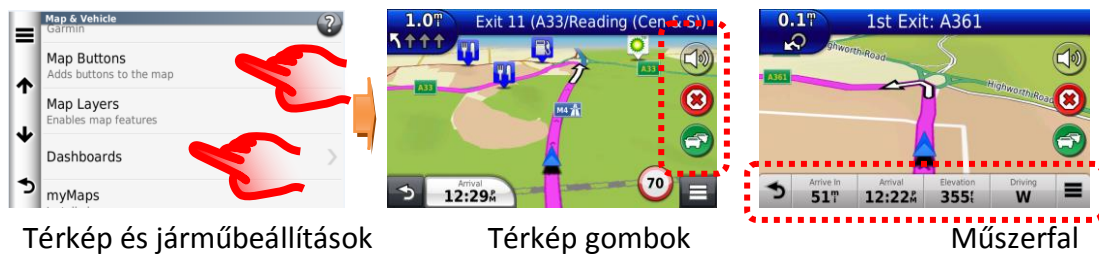 Map & Vehicle
Garmin
?
Map Buttons
Adds buttons to the map
Map Layers
Enables map features
Dashboards
myMaps
1.0
Exit 11 (A33/Reading (Cen & S))
A33
A33
M4
70
Arrival
12:29 P M
0.1
1st Exit: A361
Highworth-Road
A361
Highworth-Road
Arrive In
51
Arrival
12:22 P M
Elevation
355
Driving
W
Térkép és járműbeállítások
Térkép gombok
Műszerfal